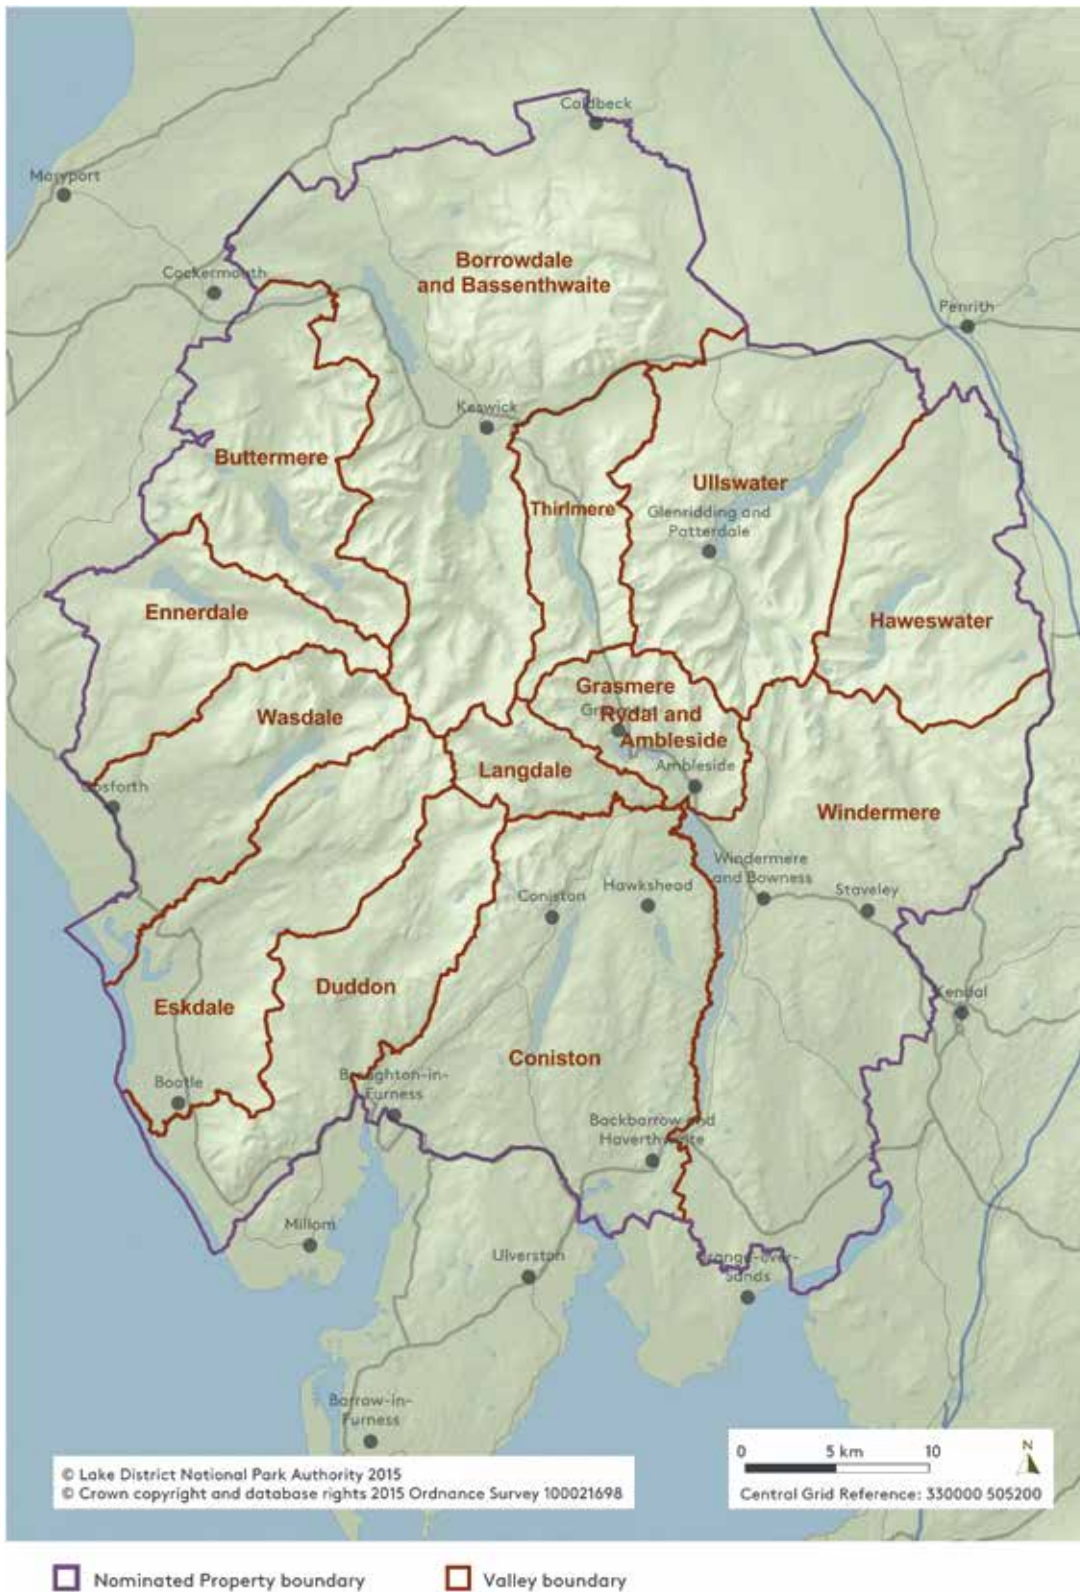 Caldbeck
Maryport
Borrowdale
and Bassenthwaite
Cockermouth
Penrith
Keswick
Buttermere
Ullswater
Thirlmere
Glenridding and
Patterdale
Ennerdale
Haweswater
Grasmere
Wasdale
Rydal and
Ambleside
Langdale
Ambleside
Gosforth
Windermere
Windermere
and Bowness
Hawkshead
Staveley
Coniston
Duddon
Eskdale
Kendal
Coniston
Bootle
Broughton-in-
Furness
Backbarrow and
Haverthwaite
Millom
Ulverston
Grange-over-
Sands
Barrow-in-
Furness
0 5 km 10
N
© Lake District National Park Authority 2015
© Crown copyright and database rights 2015 Ordnance Survey 100021698
Central Grid Reference: 330000 505200
Nominated Property boundary
Valley boundary